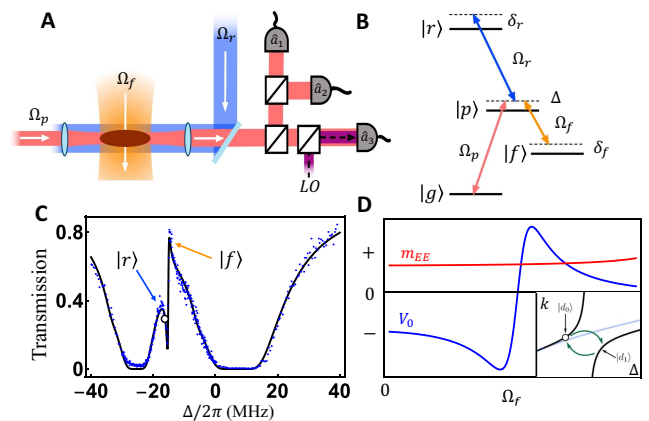 A
Ω_p
Ω_f
Ω_r
â_1
â_2
â_3
LO
B
|r⟩
δ_r
Ω_r
|p⟩
Δ
Ω_f
Ω_p
|f⟩
δ_f
|g⟩
C
Transmission
0.8
0.4
0
|r⟩
|f⟩
−40 −20 0 20 40
Δ/2π (MHz)
D
+
0
−
m_EE
V_0
k
|d_0⟩
|d_1⟩
Δ
0
Ω_f